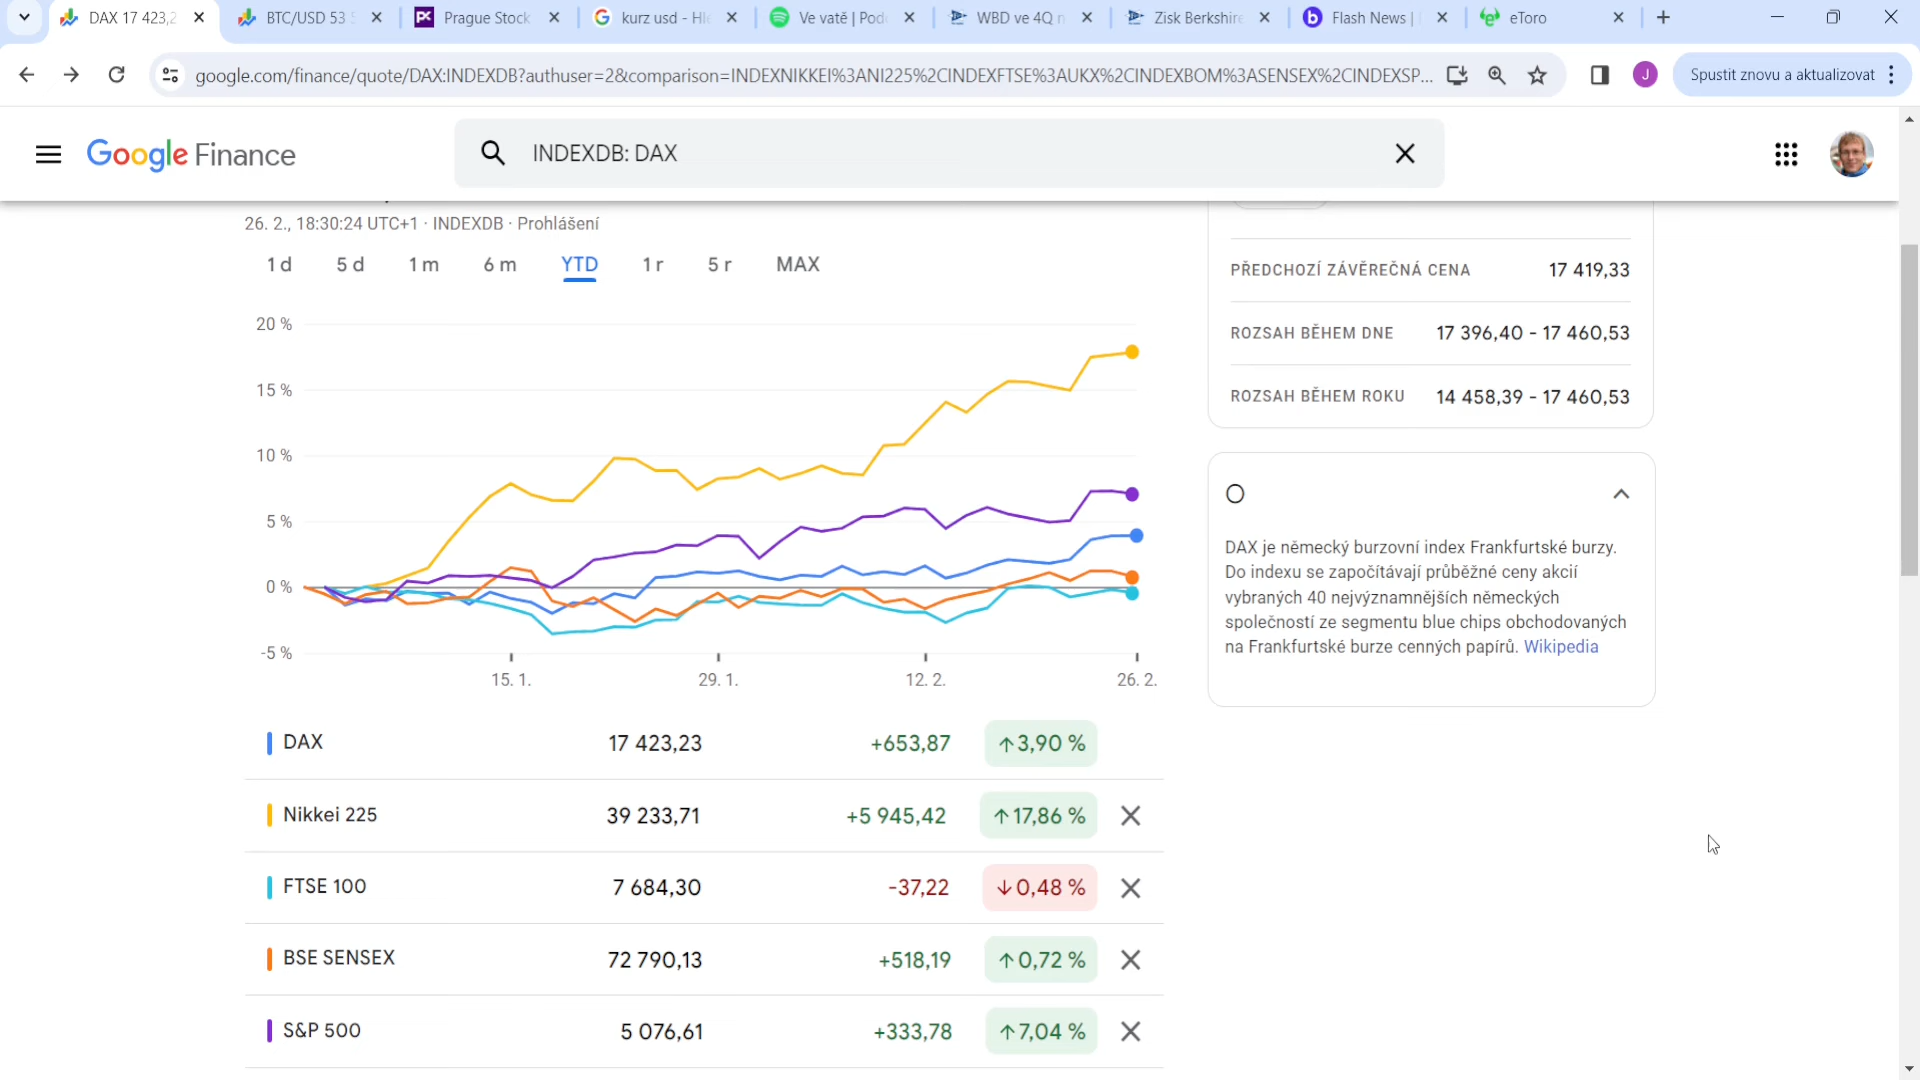 DAX 17 423,2
BTC/USD 53 5
Prague Stock
kurz usd - Hle
Ve vatě | Pod
WBD ve 4Q n
Zisk Berkshire
Flash News |
eToro
google.com/finance/quote/DAX:INDEXDB?authuser=2&comparison=INDEXNIKKEI%3ANI225%2CINDEXFTSE%3AUKX%2CINDEXBOM%3ASENSEX%2CINDEXSP...
J
Spustit znovu a aktualizovat
Google Finance
INDEXDB: DAX
26. 2., 18:30:24 UTC+1 · INDEXDB · Prohlášení
1 d 5 d 1 m 6 m YTD 1 r 5 r MAX
20 %
15 %
10 %
5 %
0 %
-5 %
15. 1. 29. 1. 12. 2. 26. 2.
DAX 17 423,23 +653,87 ↑3,90 %
Nikkei 225 39 233,71 +5 945,42 ↑17,86 %
FTSE 100 7 684,30 -37,22 ↓0,48 %
BSE SENSEX 72 790,13 +518,19 ↑0,72 %
S&P 500 5 076,61 +333,78 ↑7,04 %
PŘEDCHOZÍ ZÁVĚREČNÁ CENA 17 419,33
ROZSAH BĚHEM DNE 17 396,40 - 17 460,53
ROZSAH BĚHEM ROKU 14 458,39 - 17 460,53
O
DAX je německý burzovní index Frankfurtské burzy.
Do indexu se započítávají průběžné ceny akcií
vybraných 40 nejvýznamnějších německých
společností ze segmentu blue chips obchodovaných
na Frankfurtské burze cenných papírů. Wikipedia